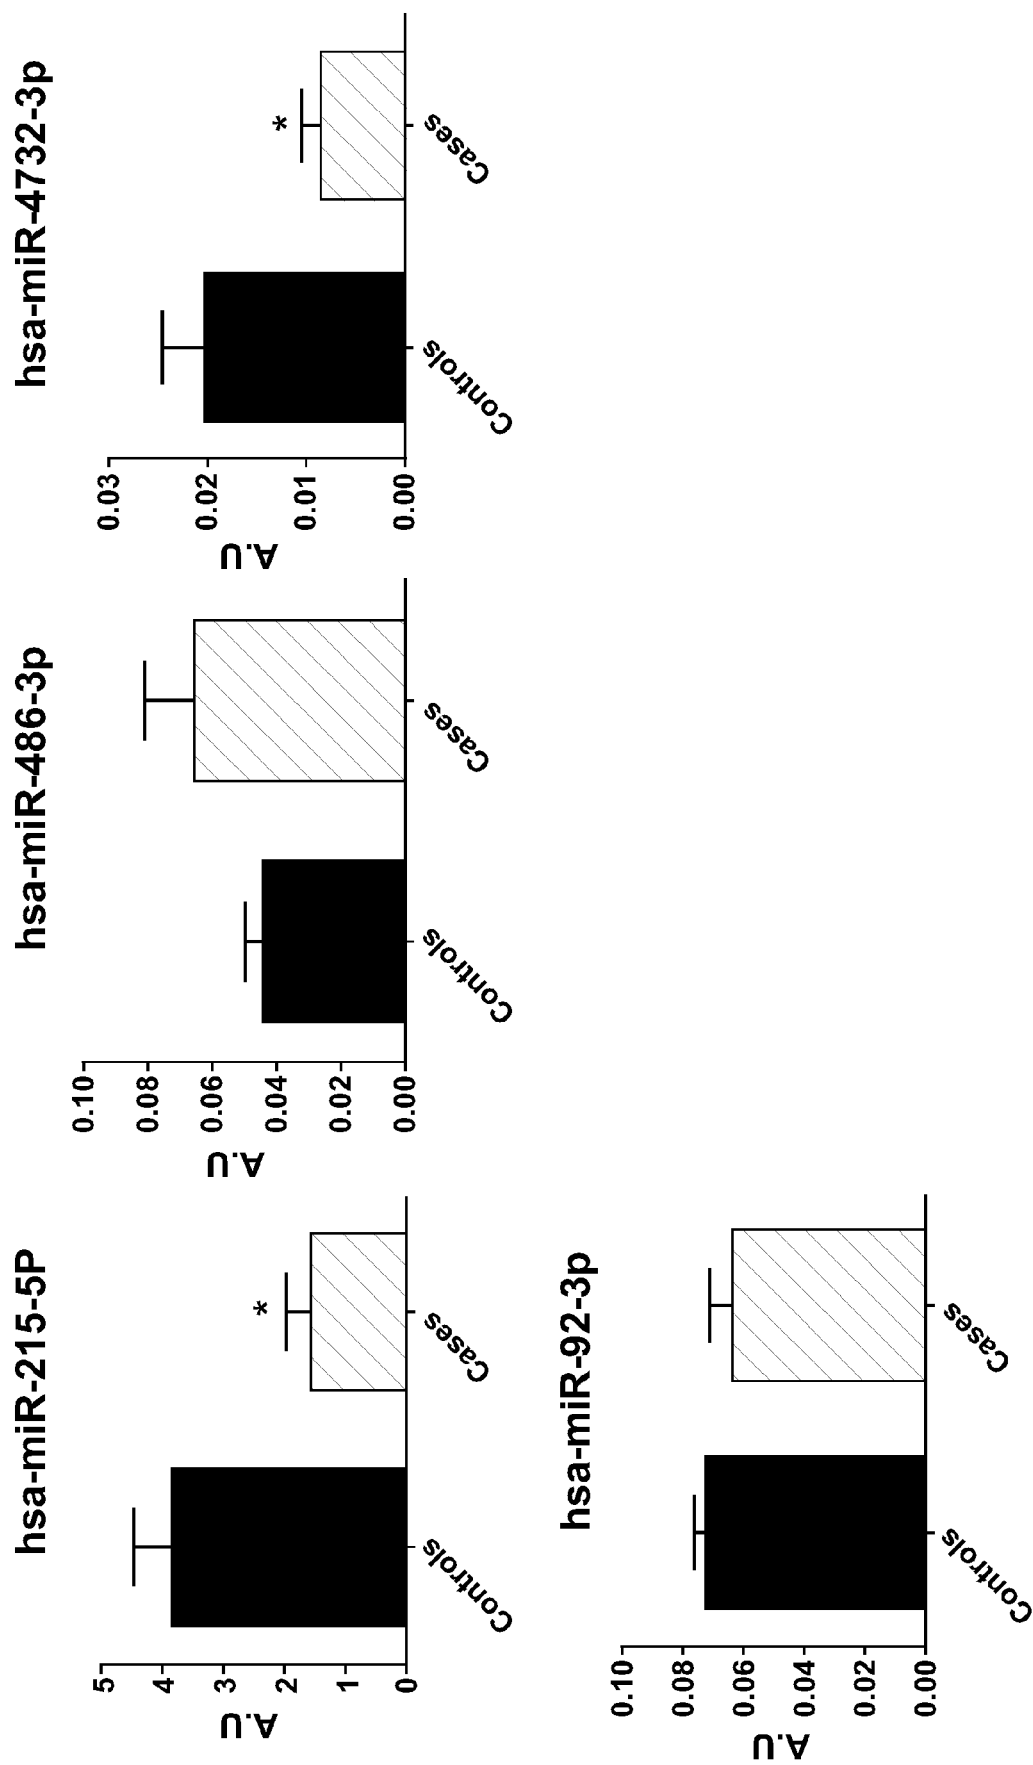 hsa-miR-215-5P
A.U
5
4
3
2
1
0
*
Controls
Cases
hsa-miR-486-3p
A.U
0.10
0.08
0.06
0.04
0.02
0.00
Controls
Cases
hsa-miR-4732-3p
A.U
0.03
0.02
0.01
0.00
*
Controls
Cases
hsa-miR-92-3p
A.U
0.10
0.08
0.06
0.04
0.02
0.00
Controls
Cases